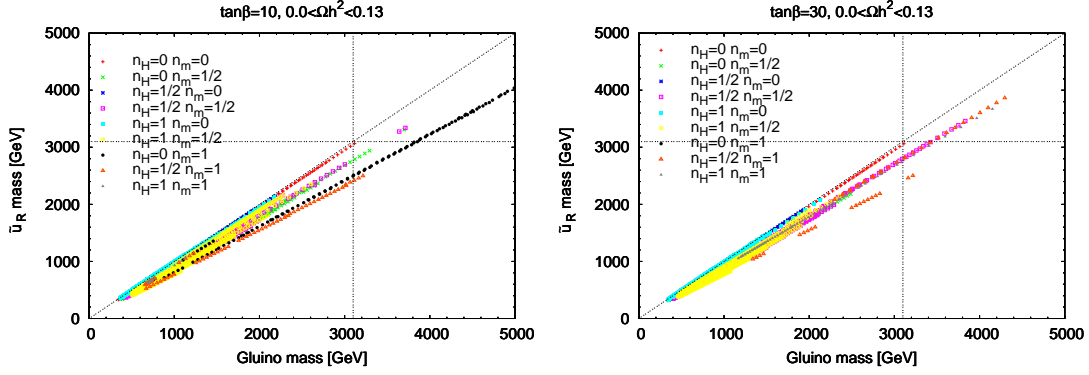 tanβ=10, 0.0<Ωh²<0.13
ũ_R mass [GeV]
5000
4000
3000
2000
1000
0
n_H=0 n_m=0
n_H=0 n_m=1/2
n_H=1/2 n_m=0
n_H=1/2 n_m=1/2
n_H=1 n_m=0
n_H=1 n_m=1/2
n_H=0 n_m=1
n_H=1/2 n_m=1
n_H=1 n_m=1
0 1000 2000 3000 4000 5000
Gluino mass [GeV]
tanβ=30, 0.0<Ωh²<0.13
ũ_R mass [GeV]
5000
4000
3000
2000
1000
0
n_H=0 n_m=0
n_H=0 n_m=1/2
n_H=1/2 n_m=0
n_H=1/2 n_m=1/2
n_H=1 n_m=0
n_H=1 n_m=1/2
n_H=0 n_m=1
n_H=1/2 n_m=1
n_H=1 n_m=1
0 1000 2000 3000 4000 5000
Gluino mass [GeV]